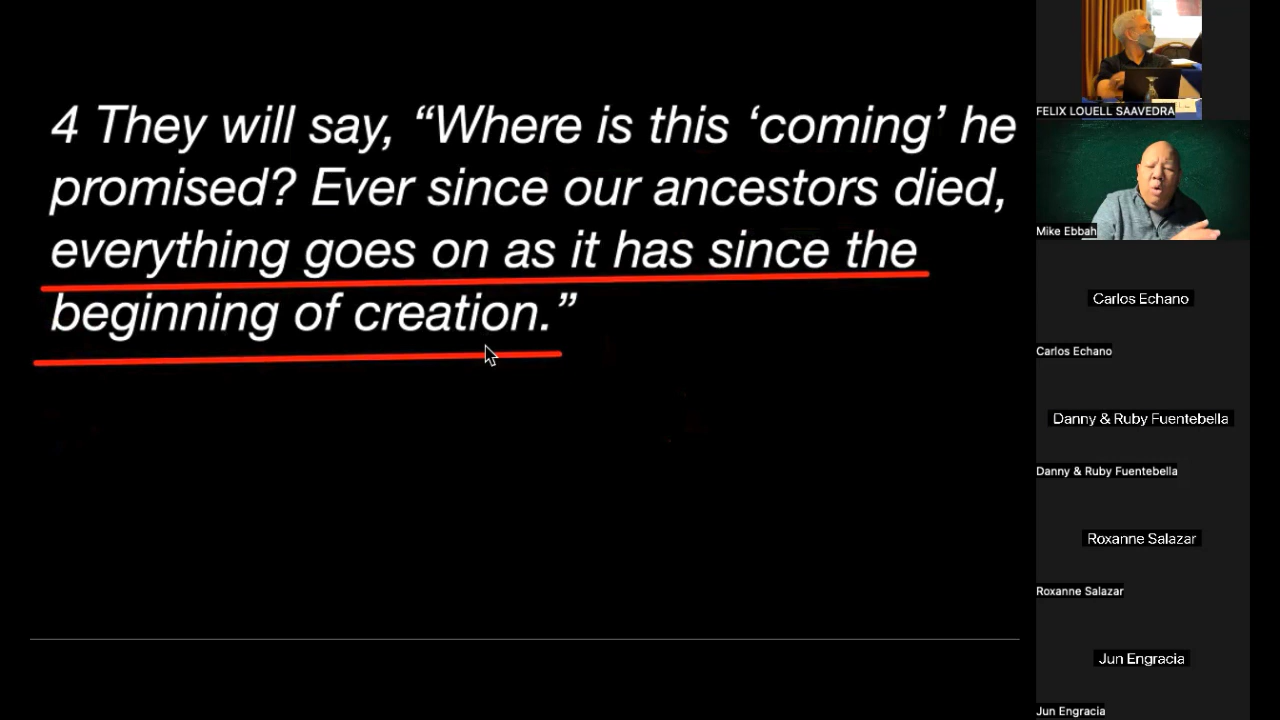 4 They will say, “Where is this ‘coming’ he
promised? Ever since our ancestors died,
everything goes on as it has since the
beginning of creation.”
FELIX LOUELL SAAVEDRA
Mike Ebbah
Carlos Echano
Carlos Echano
Danny & Ruby Fuentebella
Danny & Ruby Fuentebella
Roxanne Salazar
Roxanne Salazar
Jun Engracia
Jun Engracia